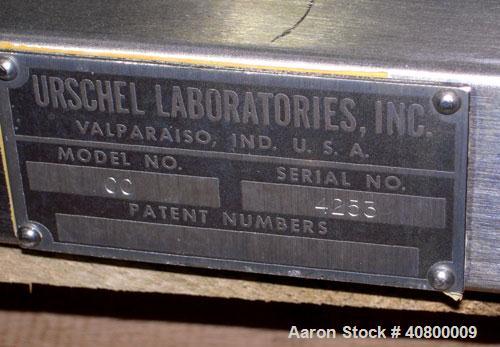 URSCHEL LABORATORIES, INC.
VALPARAISO, IND. U. S. A.
MODEL NO. SERIAL NO.
CC 4253
PATENT NUMBERS
Aaron Stock # 40800009